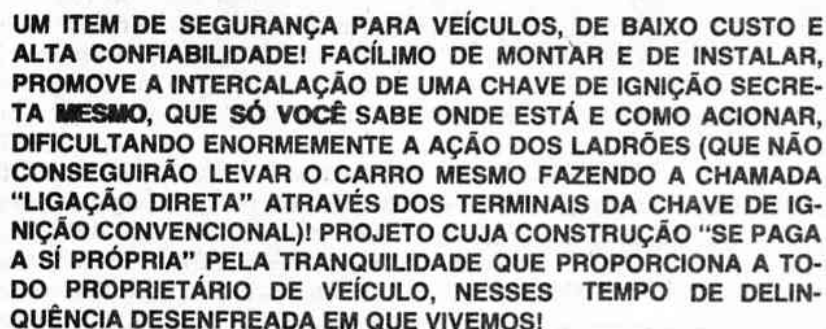 UM ITEM DE SEGURANÇA PARA VEÍCULOS, DE BAIXO CUSTO E
ALTA CONFIABILIDADE! FACÍLIMO DE MONTAR E DE INSTALAR,
PROMOVE A INTERCALAÇÃO DE UMA CHAVE DE IGNIÇÃO SECRE-
TA MESMO, QUE SÓ VOCÊ SABE ONDE ESTÁ E COMO ACIONAR,
DIFICULTANDO ENORMEMENTE A AÇÃO DOS LADRÕES (QUE NÃO
CONSEGUIRÃO LEVAR O CARRO MESMO FAZENDO A CHAMADA
"LIGAÇÃO DIRETA" ATRAVÉS DOS TERMINAIS DA CHAVE DE IG-
NIÇÃO CONVENCIONAL)! PROJETO CUJA CONSTRUÇÃO "SE PAGA
A SÍ PRÓPRIA" PELA TRANQUILIDADE QUE PROPORCIONA A TO-
DO PROPRIETÁRIO DE VEÍCULO, NESSES TEMPO DE DELIN-
QUÊNCIA DESENFREADA EM QUE VIVEMOS!